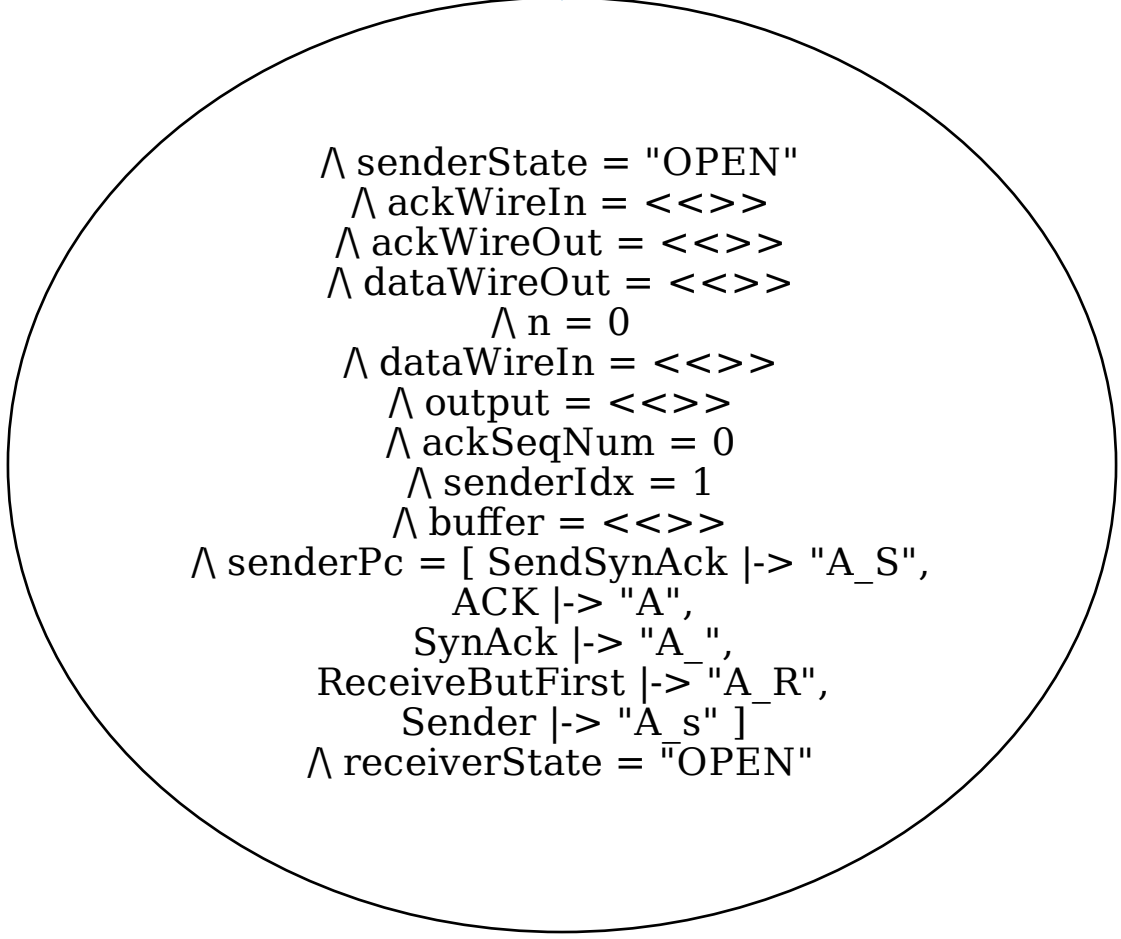 /\ senderState = "OPEN"
/\ ackWireIn = <<>>
/\ ackWireOut = <<>>
/\ dataWireOut = <<>>
/\ n = 0
/\ dataWireIn = <<>>
/\ output = <<>>
/\ ackSeqNum = 0
/\ senderIdx = 1
/\ buffer = <<>>
/\ senderPc = [ SendSynAck |-> "A_S",
ACK |-> "A",
SynAck |-> "A_",
ReceiveButFirst |-> "A_R",
Sender |-> "A_s" ]
/\ receiverState = "OPEN"